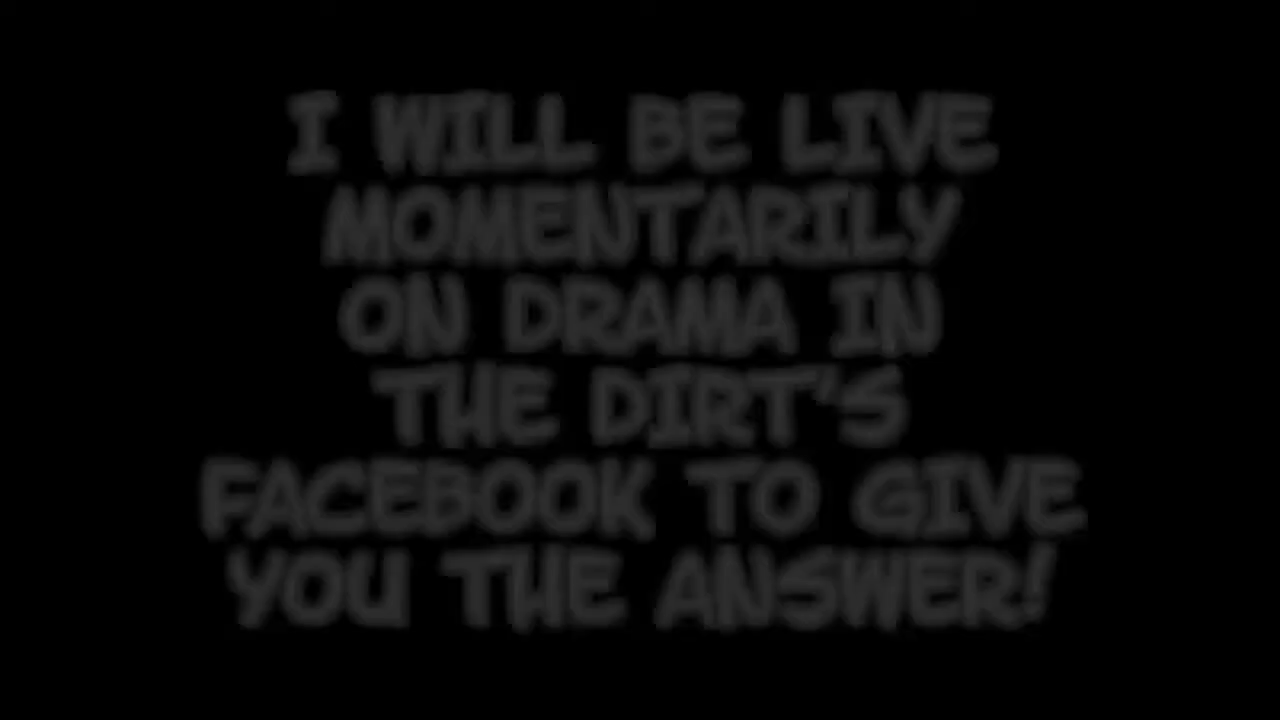 I WILL BE LIVE
MOMENTARILY
ON DRAMA IN
THE DIRT'S
FACEBOOK TO GIVE
YOU THE ANSWER!